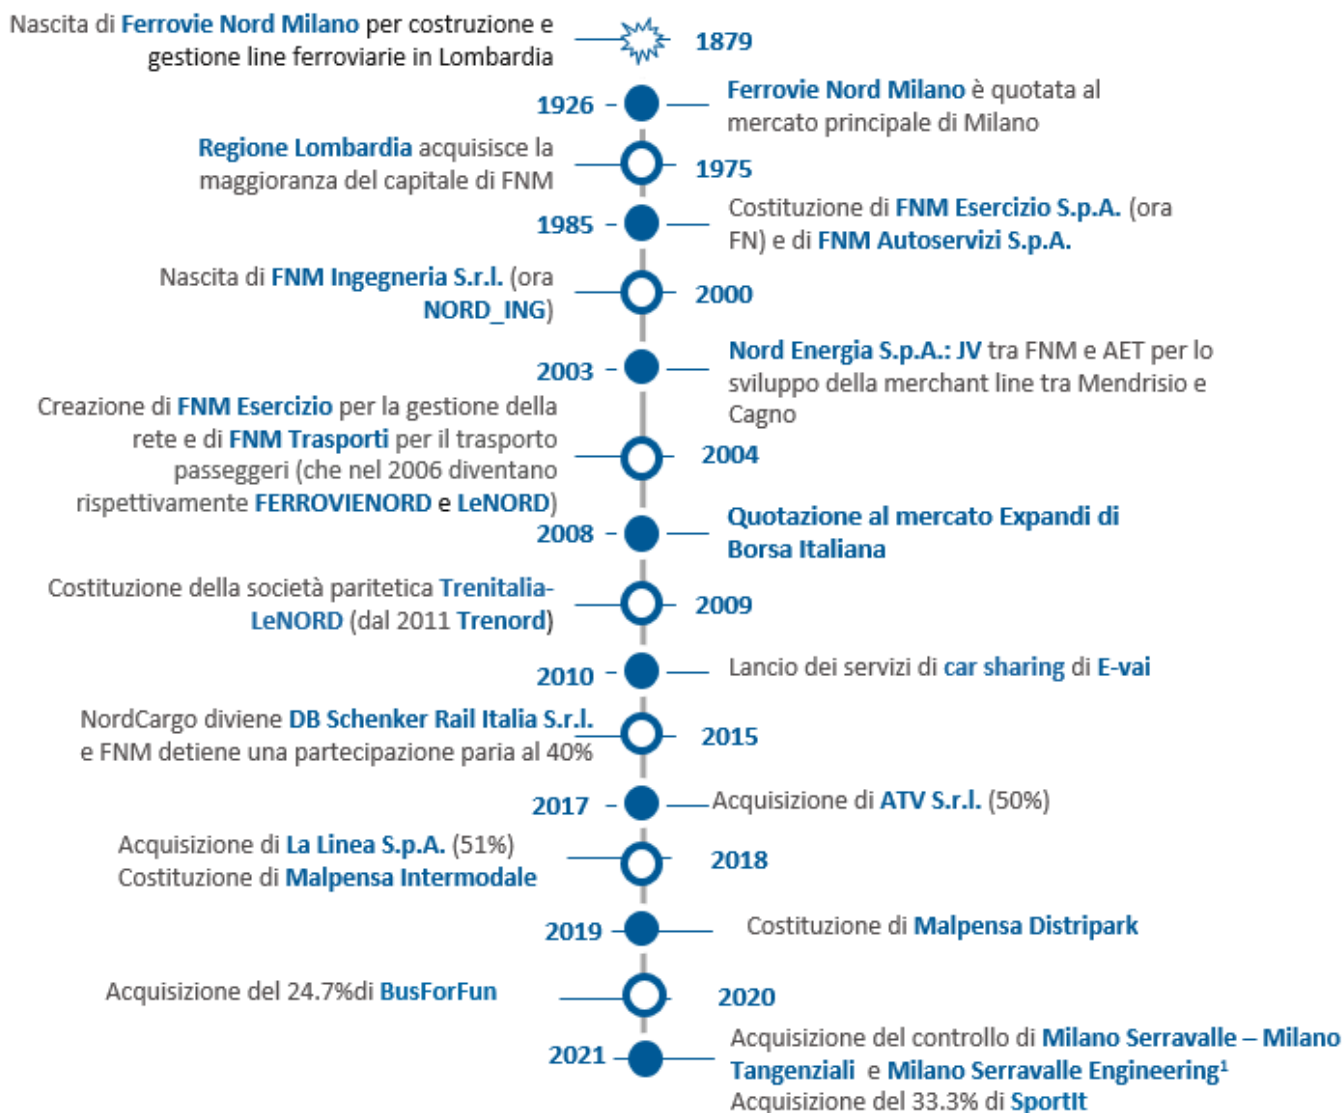 Nascita di Ferrovie Nord Milano per costruzione e
gestione line ferroviarie in Lombardia
1879
1926
Ferrovie Nord Milano è quotata al
mercato principale di Milano
Regione Lombardia acquisisce la
maggioranza del capitale di FNM
1975
1985
Costituzione di FNM Esercizio S.p.A. (ora
FN) e di FNM Autoservizi S.p.A.
Nascita di FNM Ingegneria S.r.l. (ora
NORD_ING)
2000
2003
Nord Energia S.p.A.: JV tra FNM e AET per lo
sviluppo della merchant line tra Mendrisio e
Cagno
Creazione di FNM Esercizio per la gestione della
rete e di FNM Trasporti per il trasporto
passeggeri (che nel 2006 diventano
rispettivamente FERROVIENORD e LeNORD)
2004
2008
Quotazione al mercato Expandi di
Borsa Italiana
Costituzione della società paritetica Trenitalia-
LeNORD (dal 2011 Trenord)
2009
2010
Lancio dei servizi di car sharing di E-vai
NordCargo diviene DB Schenker Rail Italia S.r.l.
e FNM detiene una partecipazione paria al 40%
2015
2017
Acquisizione di ATV S.r.l. (50%)
Acquisizione di La Linea S.p.A. (51%)
Costituzione di Malpensa Intermodale
2018
2019
Costituzione di Malpensa Distripark
Acquisizione del 24.7%di BusForFun
2020
2021
Acquisizione del controllo di Milano Serravalle – Milano
Tangenziali e Milano Serravalle Engineering¹
Acquisizione del 33.3% di SportIt